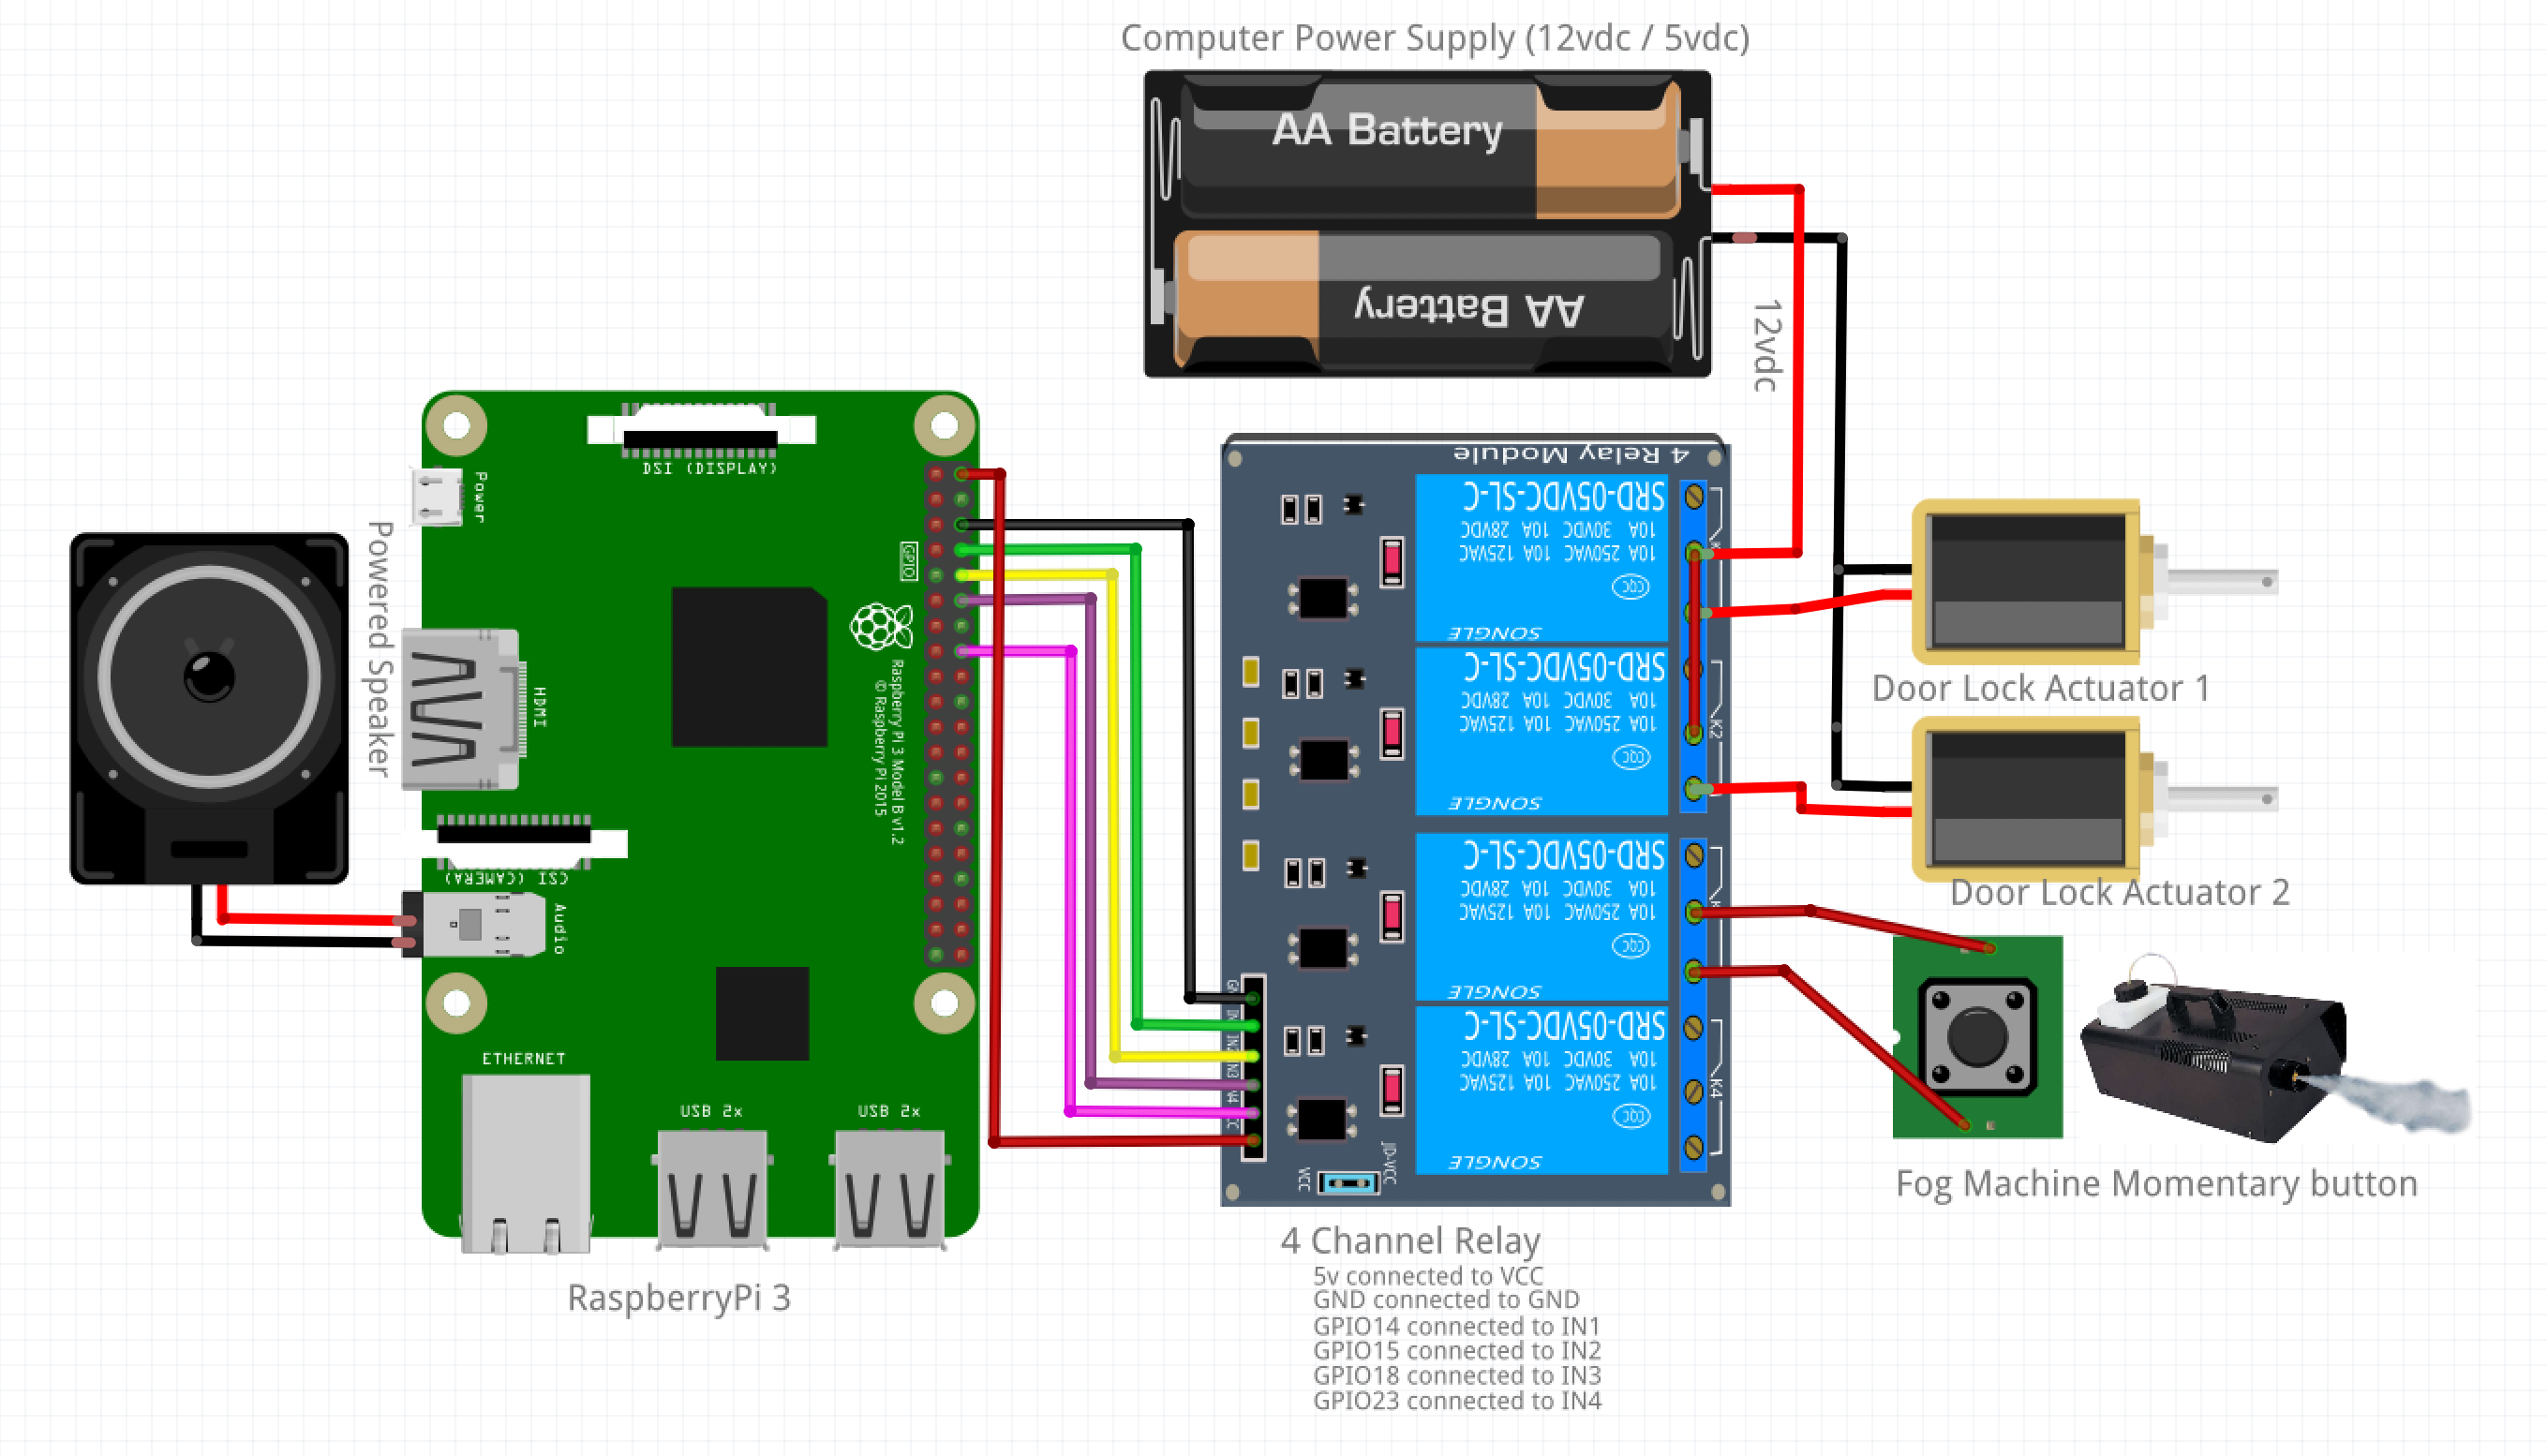 Computer Power Supply (12vdc / 5vdc)
AA Battery
AA Battery
12vdc
DSI (DISPLAY)
Power
GPIO
HDMI
Raspberry Pi 3 Model B v1.2
© Raspberry Pi 2015
CSI (CAMERA)
Audio
ETHERNET
USB 2x
USB 2x
Powered Speaker
RaspberryPi 3
4 Relay Module
SRD-05VDC-SL-C
10A 30VDC 10A 28VDC
10A 250VAC 10A 125VAC
CQC
SONGLE
SRD-05VDC-SL-C
10A 30VDC 10A 28VDC
10A 250VAC 10A 125VAC
CQC
SONGLE
K2
SRD-05VDC-SL-C
10A 30VDC 10A 28VDC
10A 250VAC 10A 125VAC
CQC
SONGLE
SRD-05VDC-SL-C
10A 30VDC 10A 28VDC
10A 250VAC 10A 125VAC
CQC
SONGLE
K4
VCC
JD-VCC
Door Lock Actuator 1
Door Lock Actuator 2
Fog Machine Momentary button
4 Channel Relay
5v connected to VCC
GND connected to GND
GPIO14 connected to IN1
GPIO15 connected to IN2
GPIO18 connected to IN3
GPIO23 connected to IN4